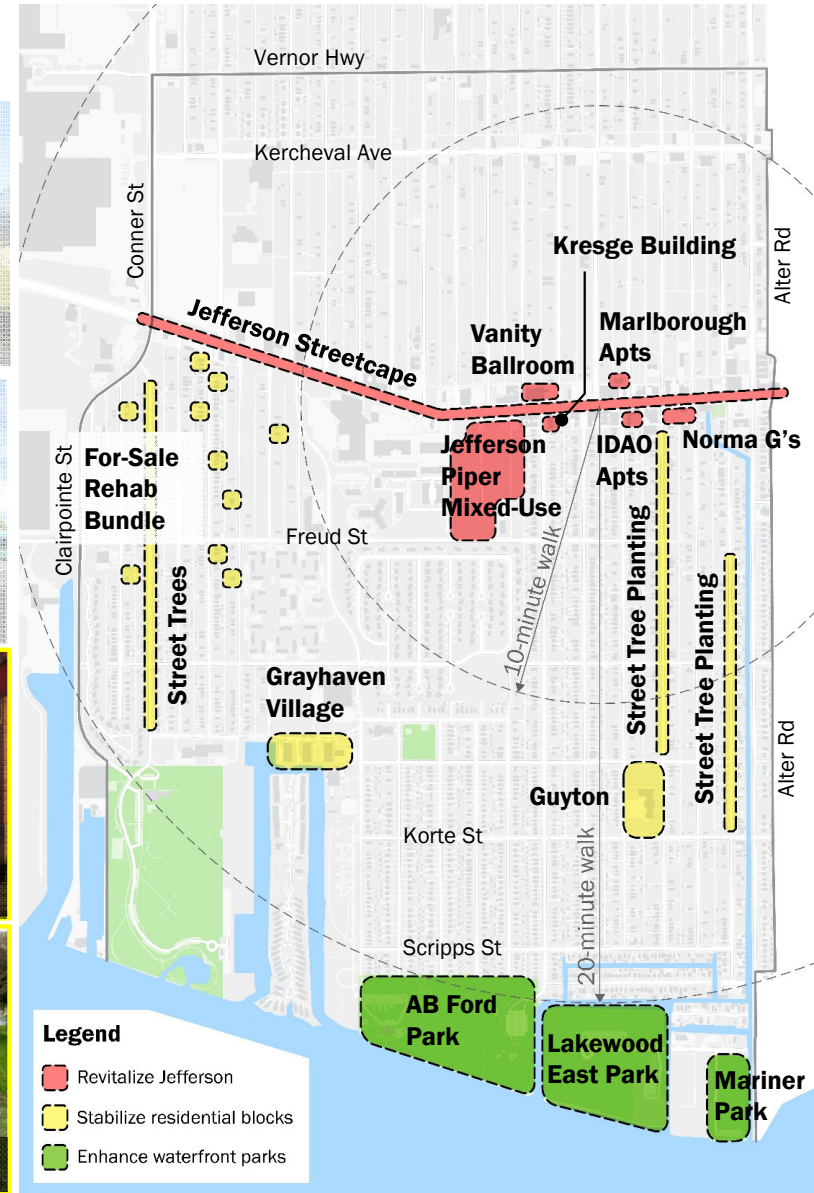 Vernor Hwy
Kercheval Ave
Conner St
Alter Rd
Kresge Building
Jefferson Streetcape
Vanity
Ballroom
Marlborough
Apts
Jefferson
Piper
Mixed-Use
IDAO
Apts
Norma G's
For-Sale
Rehab
Bundle
Clairpointe St
Freud St
Street Trees
10-minute walk
Street Tree Planting
Street Tree Planting
Grayhaven
Village
Alter Rd
Guyton
Korte St
20-minute walk
Scripps St
AB Ford
Park
Lakewood
East Park
Mariner
Park
Legend
Revitalize Jefferson
Stabilize residential blocks
Enhance waterfront parks